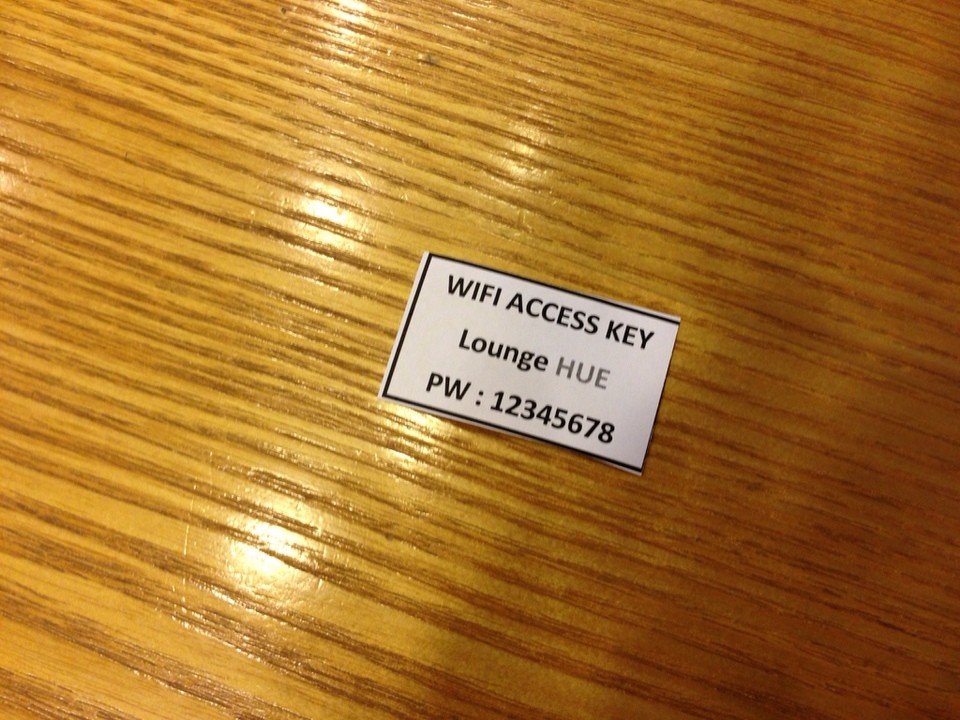 WIFI ACCESS KEY
Lounge HUE
PW : 12345678